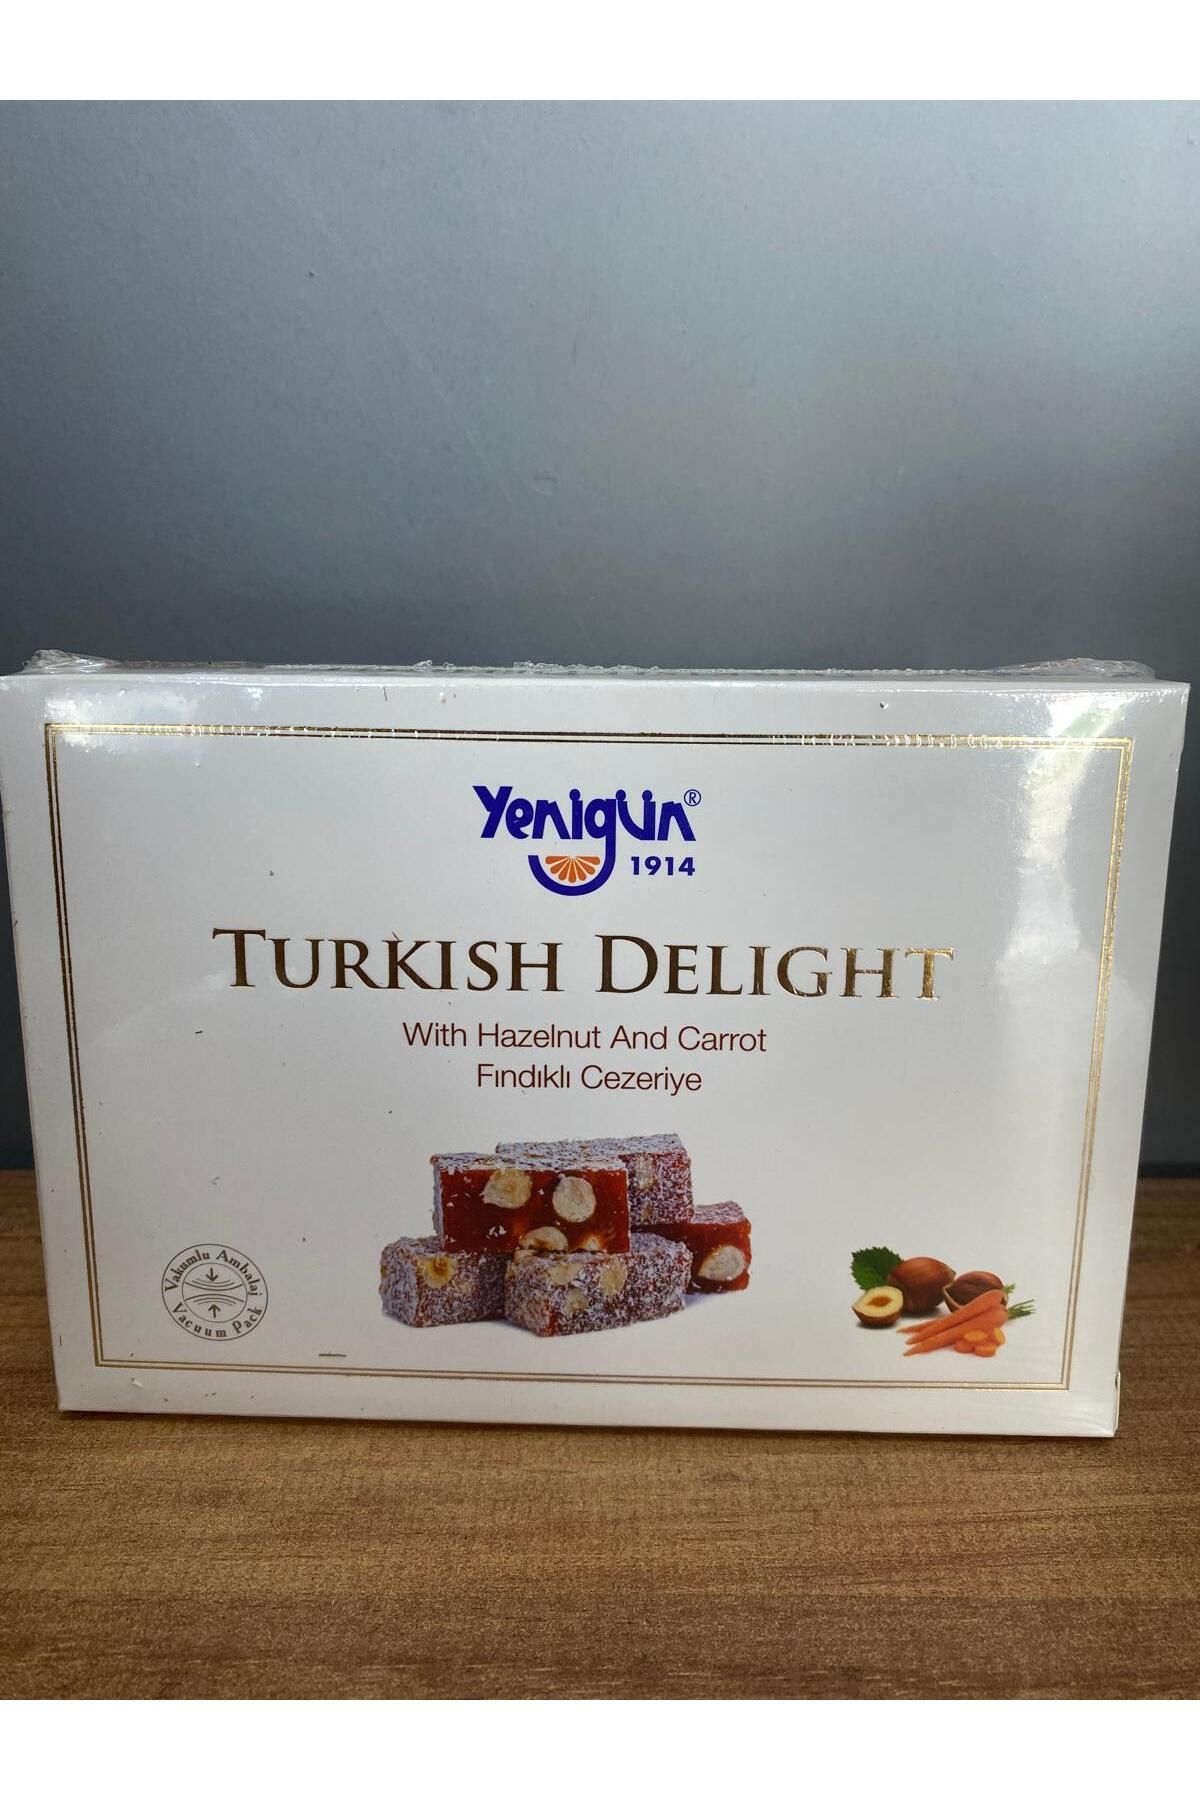 Yenigün®
1914
TURKISH DELIGHT
With Hazelnut And Carrot
Fındıklı Cezeriye
Vakumlu Ambalaj
Vacuum Pack